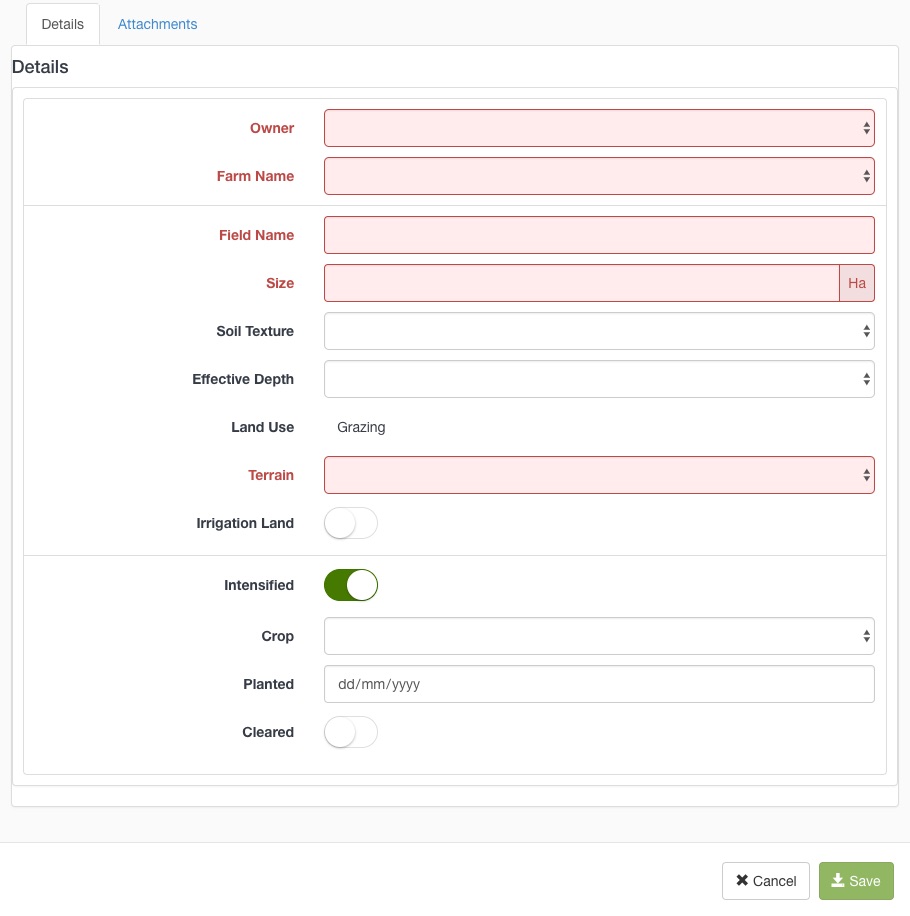 Details Attachments
Details
Owner
Farm Name
Field Name
Size Ha
Soil Texture
Effective Depth
Land Use Grazing
Terrain
Irrigation Land
Intensified
Crop
Planted dd/mm/yyyy
Cleared
Cancel Save